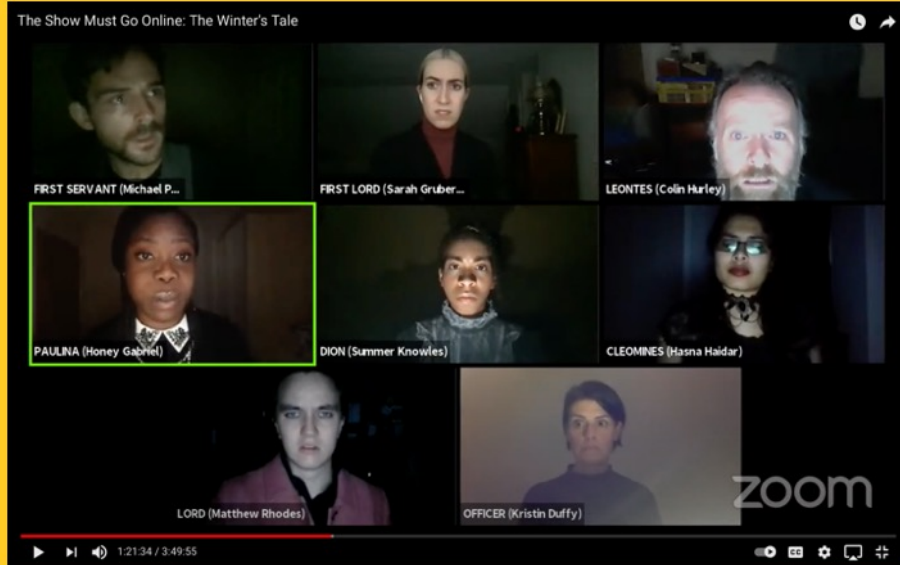 The Show Must Go Online: The Winter's Tale
FIRST SERVANT (Michael P...
FIRST LORD (Sarah Gruber...
LEONTES (Colin Hurley)
PAULINA (Honey Gabriel)
DION (Summer Knowles)
CLEOMINES (Hasna Haidar)
LORD (Matthew Rhodes)
OFFICER (Kristin Duffy)
zoom
1:21:34 / 3:49:55
CC